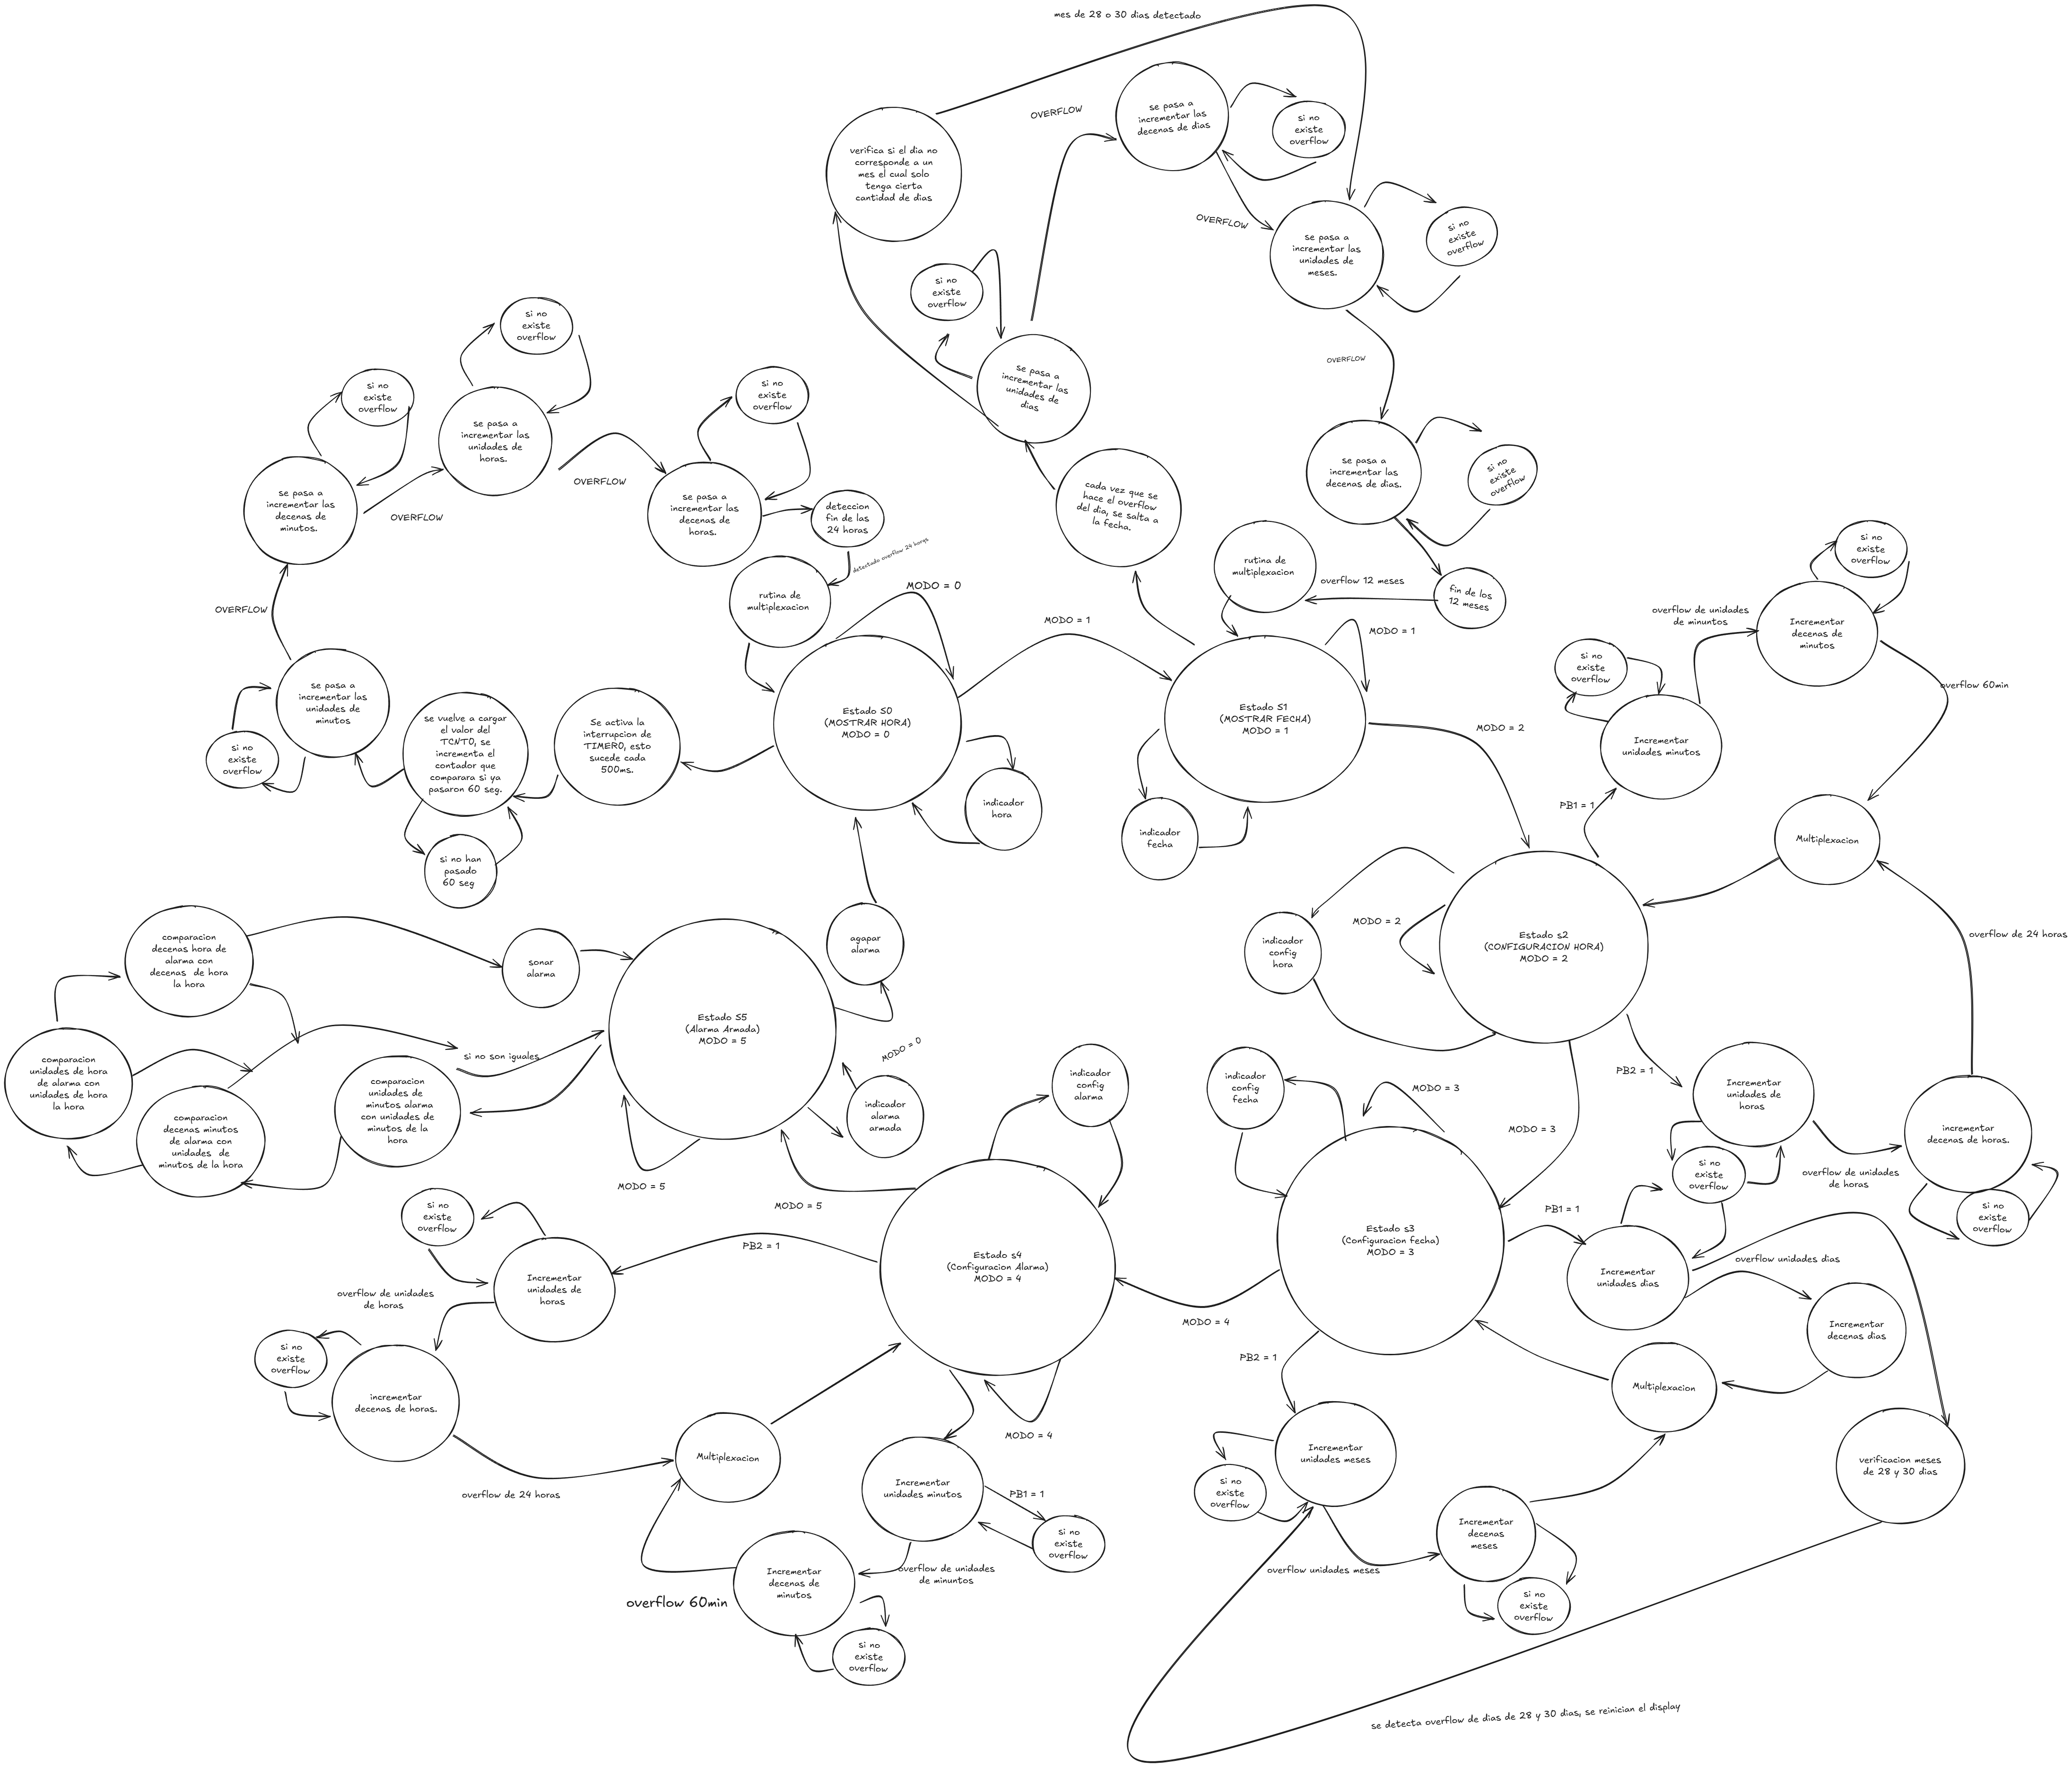 mes de 28 o 30 dias detectado
OVERFLOW
se pasa a
incrementar las
decenas de dias
si no
existe
overflow
verifica si el dia no
corresponde a un
mes el cual solo
tenga cierta
cantidad de dias
OVERFLOW
se pasa a
incrementar las
unidades de
meses.
si no
existe
overflow
si no
existe
overflow
OVERFLOW
se pasa a
incrementar las
unidades de
dias
si no
existe
overflow
se pasa a
incrementar las
unidades de
horas.
si no
existe
overflow
OVERFLOW
si no
existe
overflow
se pasa a
incrementar las
decenas de
minutos.
OVERFLOW
se pasa a
incrementar las
decenas de
horas.
deteccion
fin de las
24 horas
detectado overflow 24 horas
cada vez que se
hace el overflow
del dia, se salta a
la fecha.
se pasa a
incrementar las
decenas de dias.
si no
existe
overflow
rutina de
multiplexacion
overflow 12 meses
fin de los
12 meses
rutina de
multiplexacion
MODO = 0
MODO = 1
MODO = 1
OVERFLOW
se pasa a
incrementar las
unidades de
minutos
si no
existe
overflow
se vuelve a cargar
el valor del
TCNT0, se
incrementa el
contador que
comparara si ya
pasaron 60 seg.
si no han
pasado
60 seg
Se activa la
interrupcion de
TIMER0, esto
sucede cada
500ms.
Estado S0
(MOSTRAR HORA)
MODO = 0
indicador
hora
Estado S1
(MOSTRAR FECHA)
MODO = 1
indicador
fecha
MODO = 2
si no
existe
overflow
overflow de unidades
de minuntos
Incrementar
decenas de
minutos
si no
existe
overflow
Incrementar
unidades minutos
overflow 60min
PB1 = 1
Multiplexacion
MODO = 2
indicador
config
hora
Estado s2
(CONFIGURACION HORA)
MODO = 2
overflow de 24 horas
agapar
alarma
comparacion
decenas hora de
alarma con
decenas  de hora
la hora
sonar
alarma
Estado S5
(Alarma Armada)
MODO = 5
MODO = 0
indicador
alarma
armada
si no son iguales
comparacion
unidades de hora
de alarma con
unidades de hora
la hora
comparacion
decenas minutos
de alarma con
unidades  de
minutos de la hora
comparacion
unidades de
minutos alarma
con unidades de
minutos de la
hora
MODO = 5
MODO = 5
indicador
config
alarma
indicador
config
fecha
MODO = 3
MODO = 3
PB2 = 1
Incrementar
unidades de
horas
incrementar
decenas de horas.
si no
existe
overflow
overflow de unidades
de horas
si no
existe
overflow
Estado s3
(Configuracion fecha)
MODO = 3
PB1 = 1
Incrementar
unidades dias
overflow unidades dias
Incrementar
decenas dias
si no
existe
overflow
Incrementar
unidades de
horas
PB2 = 1
Estado s4
(Configuracion Alarma)
MODO = 4
MODO = 4
overflow de unidades
de horas
si no
existe
overflow
incrementar
decenas de horas.
PB2 = 1
Multiplexacion
MODO = 4
Multiplexacion
overflow de 24 horas
Incrementar
unidades minutos
PB1 = 1
si no
existe
overflow
Incrementar
unidades meses
si no
existe
overflow
Incrementar
decenas
meses
verificacion meses
de 28 y 30 dias
overflow de unidades
de minuntos
overflow unidades meses
Incrementar
decenas de
minutos
overflow 60min
si no
existe
overflow
si no
existe
overflow
se detecta overflow de dias de 28 y 30 dias, se reinician el display